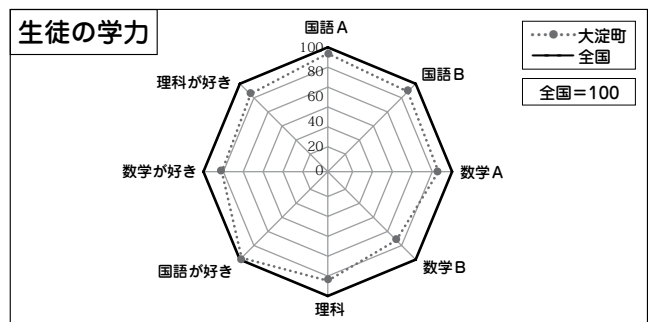 生徒の学力
国語A
100
80
60
40
20
0
国語B
数学A
数学B
理科
国語が好き
数学が好き
理科が好き
大淀町
全国
全国＝100